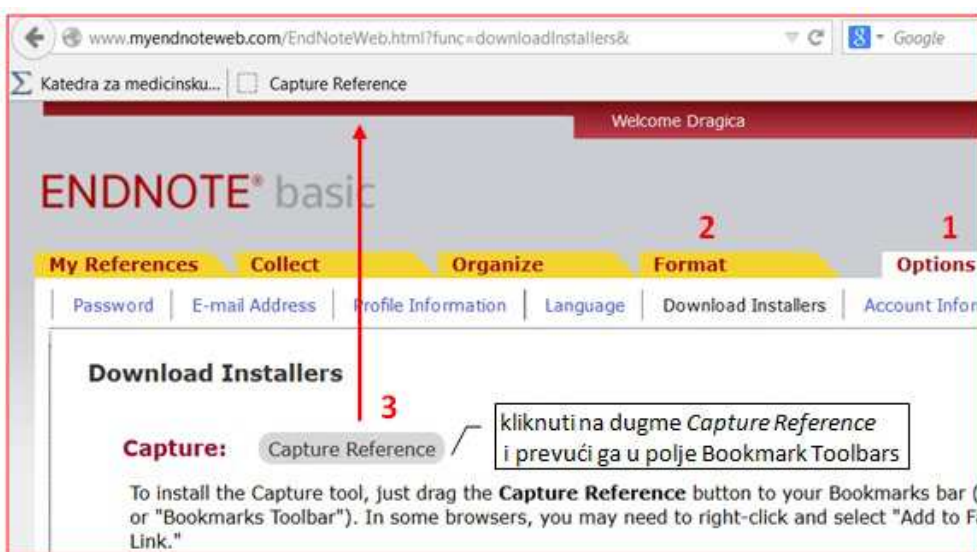 www.myendnoteweb.com/EndNoteWeb.html?func=downloadInstallers& Google
Katedra za medicinsku... Capture Reference
Welcome Dragica
ENDNOTE® basic
2 1
My References Collect Organize Format Options
Password E-mail Address Profile Information Language Download Installers Account Infor
Download Installers
3
kliknuti na dugme Capture Reference
i prevući ga u polje Bookmark Toolbars
Capture: Capture Reference
To install the Capture tool, just drag the Capture Reference button to your Bookmarks bar (
or "Bookmarks Toolbar"). In some browsers, you may need to right-click and select "Add to F
Link."